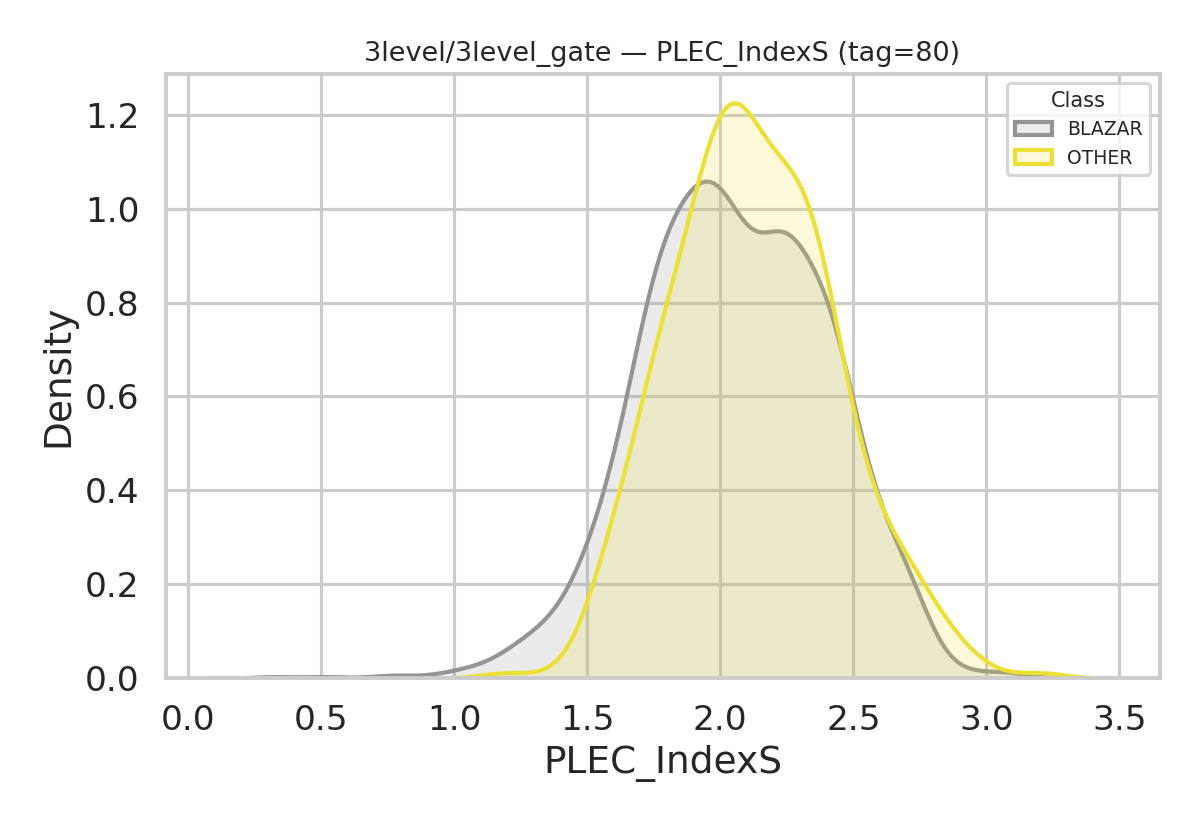 3level/3level_gate — PLEC_IndexS (tag=80)
Class
BLAZAR
OTHER
Density
1.2
1.0
0.8
0.6
0.4
0.2
0.0
0.0 0.5 1.0 1.5 2.0 2.5 3.0 3.5
PLEC_IndexS